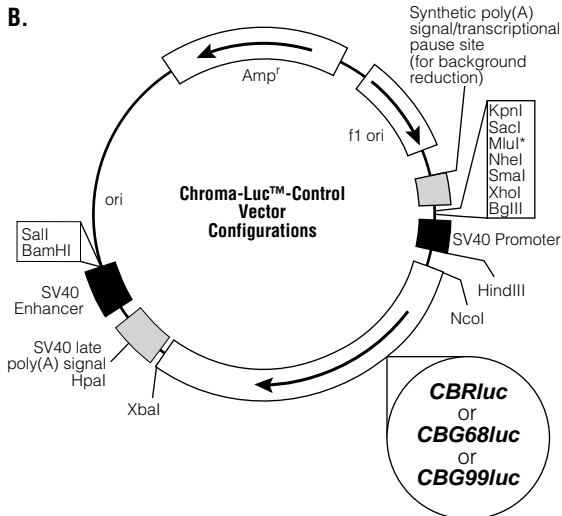 B.
Synthetic poly(A)
signal/transcriptional
pause site
(for background
reduction)
Ampʳ
f1 ori
KpnI
SacI
MluI*
NheI
SmaI
XhoI
BglII
ori
Chroma-Luc™-Control
Vector
Configurations
SalI
BamHI
SV40 Promoter
SV40
Enhancer
HindIII
NcoI
SV40 late
poly(A) signal
HpaI
XbaI
CBRluc
or
CBG68luc
or
CBG99luc